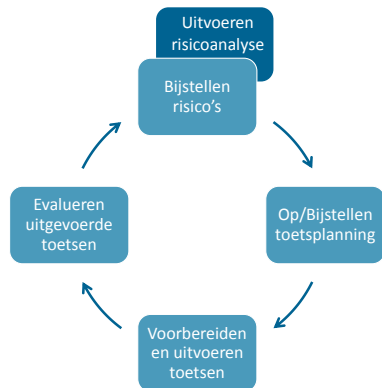 Uitvoeren
risicoanalyse
Bijstellen
risico's
Op/Bijstellen
toetsplanning
Voorbereiden
en uitvoeren
toetsen
Evalueren
uitgevoerde
toetsen